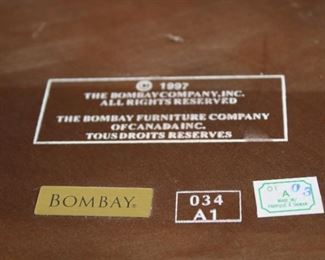 © 1997
THE BOMBAY COMPANY, INC.
ALL RIGHTS RESERVED
THE BOMBAY FURNITURE COMPANY
OF CANADA INC.
TOUS DROITS RESERVES
BOMBAY®
034
A1
01
A